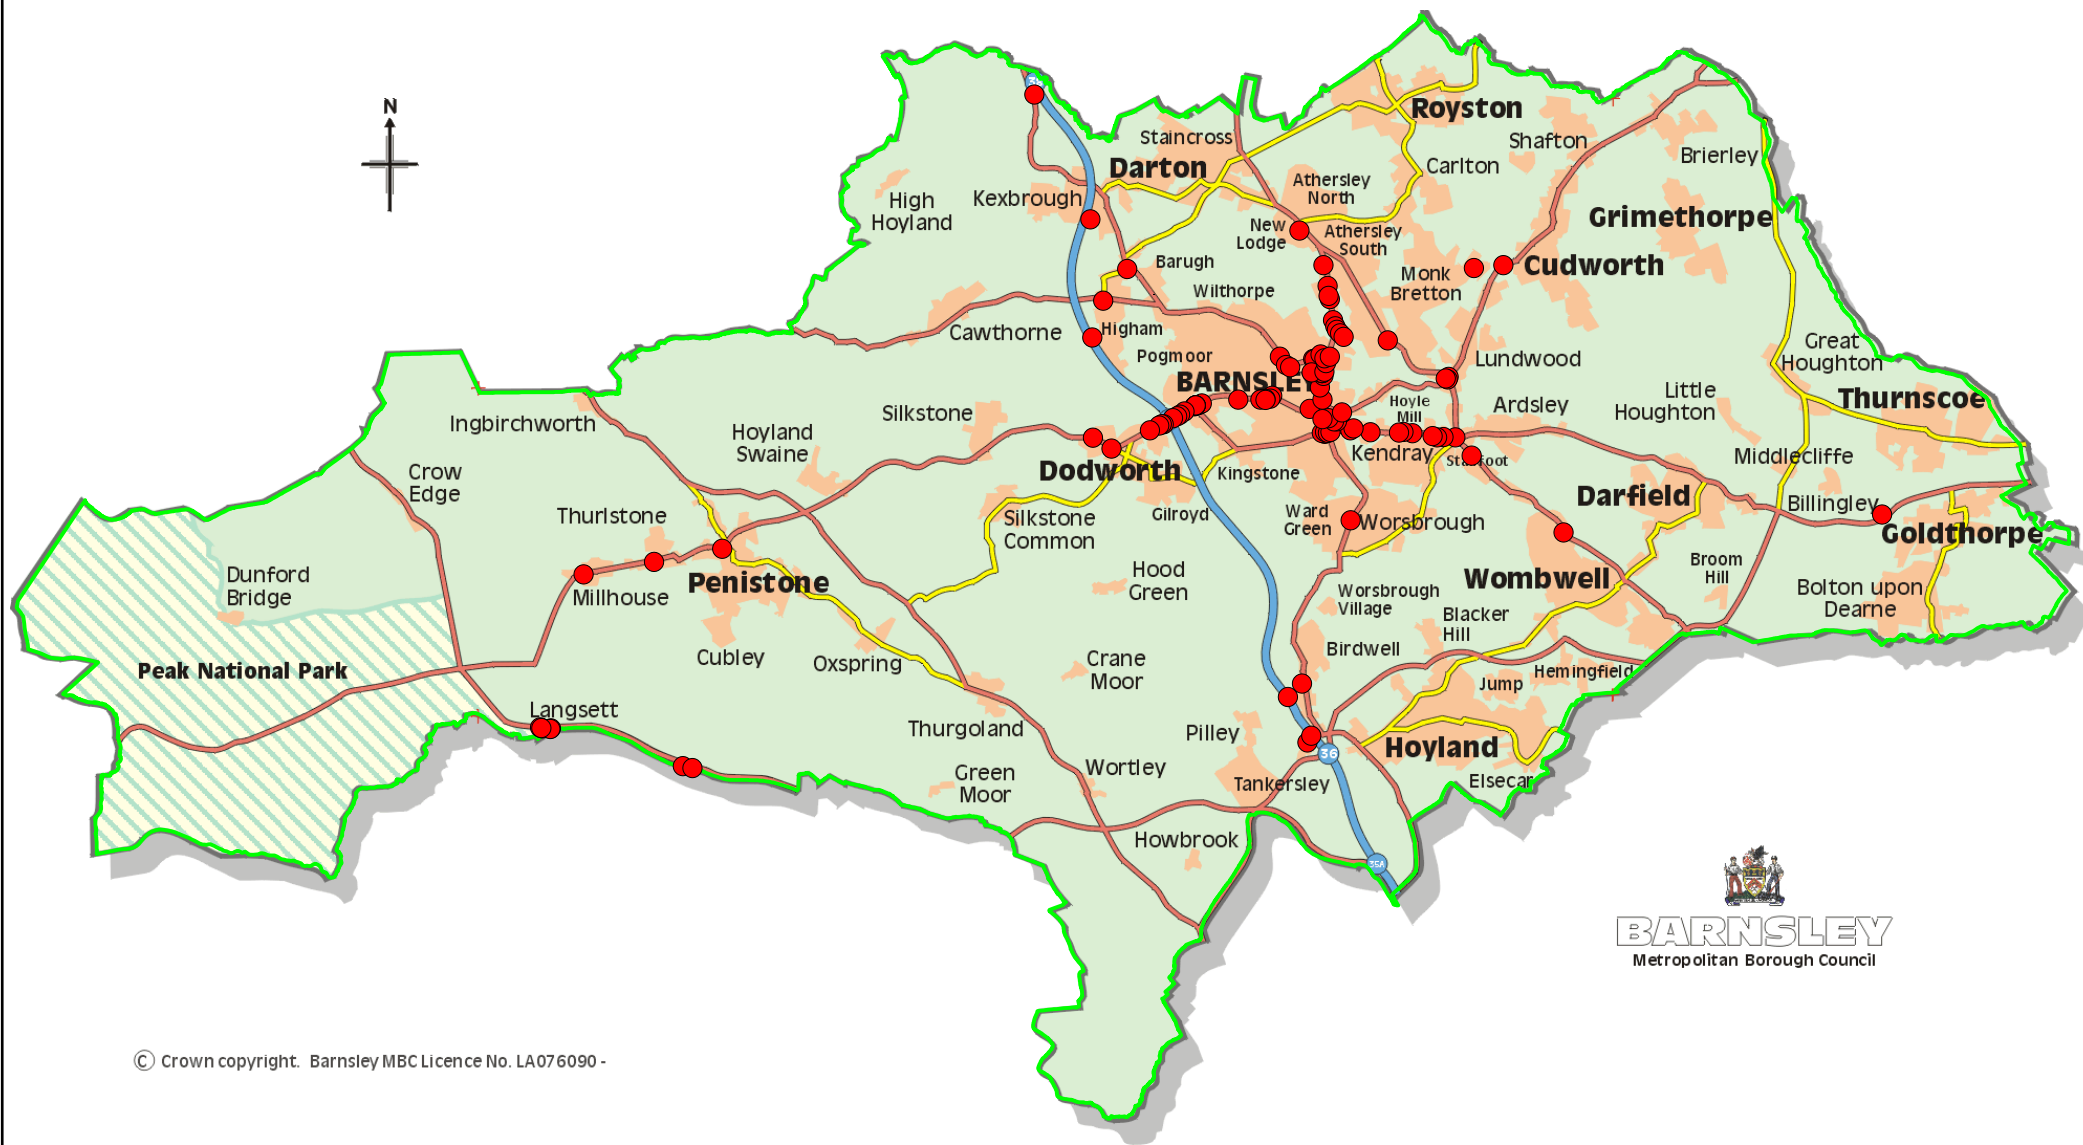 N
Royston
Staincross
Shafton
Darton
Carlton
Brierley
High
Hoyland
Kexbrough
Athersley
North
Grimethorpe
New
Lodge
Athersley
South
Barugh
Monk
Bretton
Cudworth
Wilthorpe
Cawthorne
Higham
Pogmoor
Lundwood
Great
Houghton
BARNSLEY
Little
Houghton
Thurnscoe
Ingbirchworth
Silkstone
Hoyle
Mill
Ardsley
Hoyland
Swaine
Crow
Edge
Dodworth
Kingstone
Kendray
Middlecliffe
Thurlstone
Silkstone
Common
Gilroyd
Ward
Green
Worsbrough
Darfield
Billingley
Goldthorpe
Dunford
Bridge
Millhouse
Penistone
Hood
Green
Wombwell
Broom
Hill
Bolton upon
Dearne
Worsbrough
Village
Blacker
Hill
Peak National Park
Cubley
Oxspring
Crane
Moor
Birdwell
Jump
Hemingfield
Langsett
Thurgoland
Pilley
36
Hoyland
Green
Moor
Wortley
Tankersley
Elsecar
Howbrook
35A
BARNSLEY
Metropolitan Borough Council
© Crown copyright. Barnsley MBC Licence No. LA076090 -